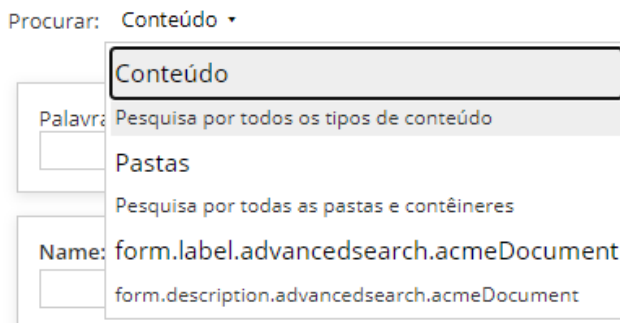 Procurar: Conteúdo
Conteúdo
Pesquisa por todos os tipos de conteúdo
Pastas
Pesquisa por todas as pastas e contêineres
Name:
form.label.advancedsearch.acmeDocument
form.description.advancedsearch.acmeDocument